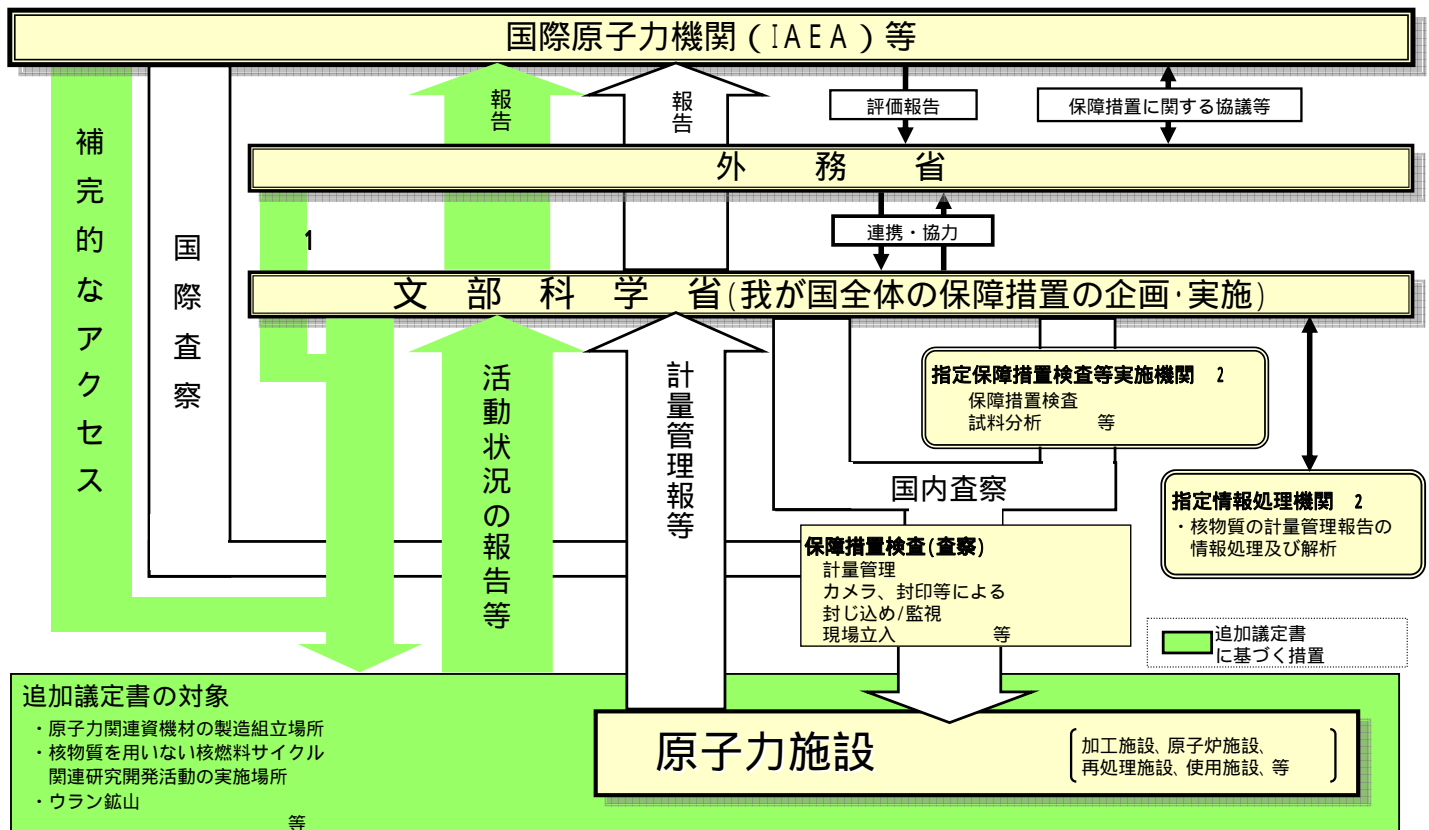 国際原子力機関(IAEA)等
報告
報告
評価報告
保障措置に関する協議等
補完的なアクセス
国際査察
外務省
1
連携・協力
文部科学省(我が国全体の保障措置の企画・実施)
活動状況の報告等
計量管理報等
指定保障措置検査等実施機関 2
保障措置検査
試料分析 等
国内査察
指定情報処理機関 2
・核物質の計量管理報告の
情報処理及び解析
保障措置検査(査察)
計量管理
カメラ、封印等による
封じ込め/監視
現場立入 等
追加議定書
に基づく措置
追加議定書の対象
・原子力関連資機材の製造組立場所
・核物質を用いない核燃料サイクル
関連研究開発活動の実施場所
・ウラン鉱山
等
原子力施設
加工施設、原子炉施設、
再処理施設、使用施設、等